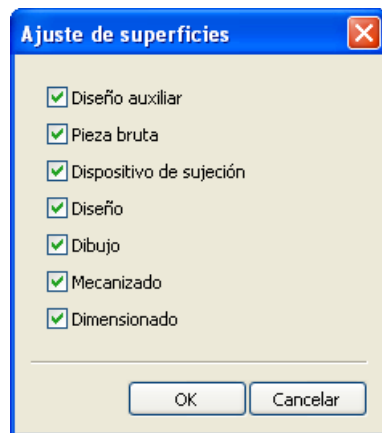 Ajuste de superficies
Diseño auxiliar
Pieza bruta
Dispositivo de sujeción
Diseño
Dibujo
Mecanizado
Dimensionado
OK Cancelar